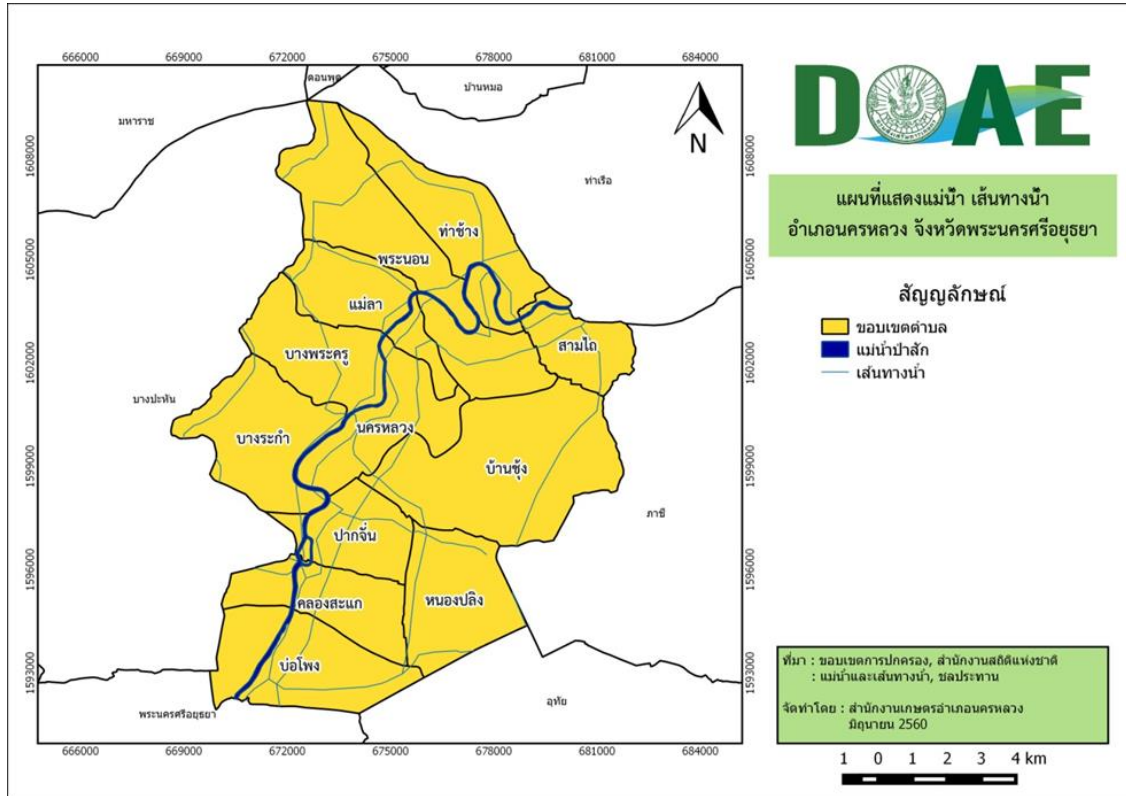 666000 669000 672000 675000 678000 681000 684000
ดอนพุด
บ้านหมอ
มหาราช
N
ท่าเรือ
1608000 1608000
ท่าช้าง
พระนอน
1605000 1605000
แม่ลา
สามไถ
บางพระครู
1602000 1602000
บางปะหัน
นครหลวง
บางระกำ
บ้านชุ้ง
1599000 1599000
ภาชี
ปากจั่น
1596000 1596000
หนองปลิง
คลองสะแก
บ่อโพง
1593000 1593000
อุทัย
พระนครศรีอยุธยา
666000 669000 672000 675000 678000 681000 684000
DOAE
แผนที่แสดงแม่น้ำ เส้นทางน้ำ
อำเภอนครหลวง จังหวัดพระนครศรีอยุธยา
สัญญลักษณ์
ขอบเขตตำบล
แม่น้ำป่าสัก
เส้นทางน้ำ
ที่มา : ขอบเขตการปกครอง, สำนักงานสถิติแห่งชาติ
: แม่น้ำและเส้นทางน้ำ, ชลประทาน
จัดทำโดย : สำนักงานเกษตรอำเภอนครหลวง
มิถุนายน 2560
1 0 1 2 3 4 km